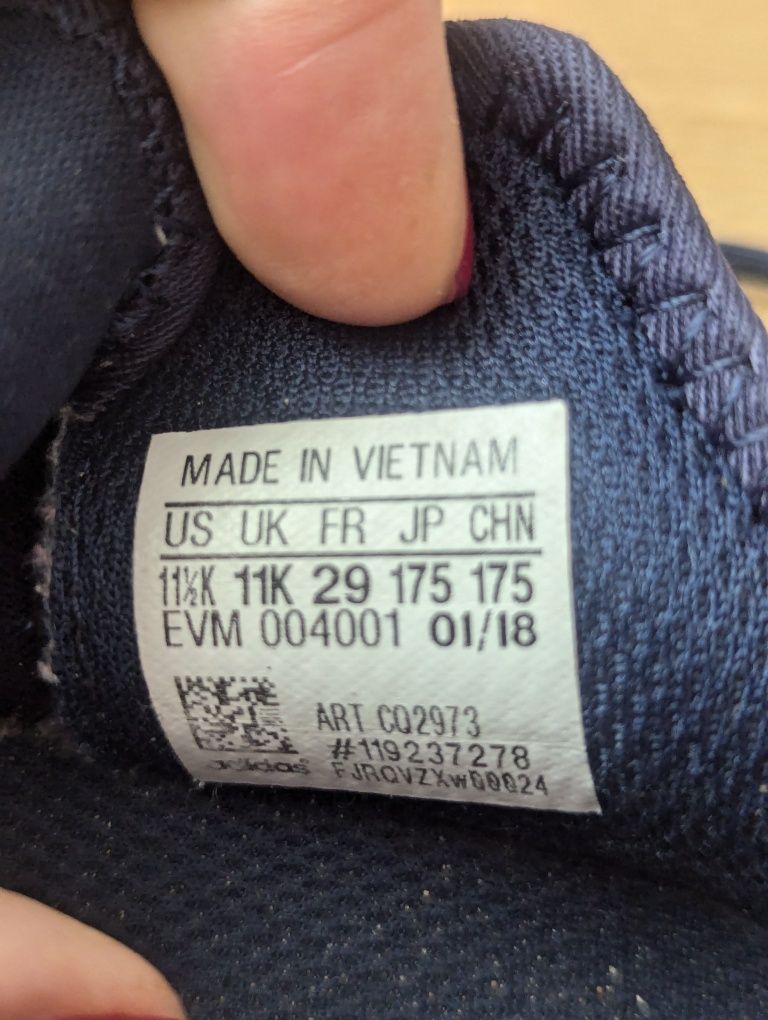 MADE IN VIETNAM
US UK FR JP CHN
11½K 11K 29 175 175
EVM 004001 01/18
ART CQ2973
#119237278
adidas FJRQVZXW00024